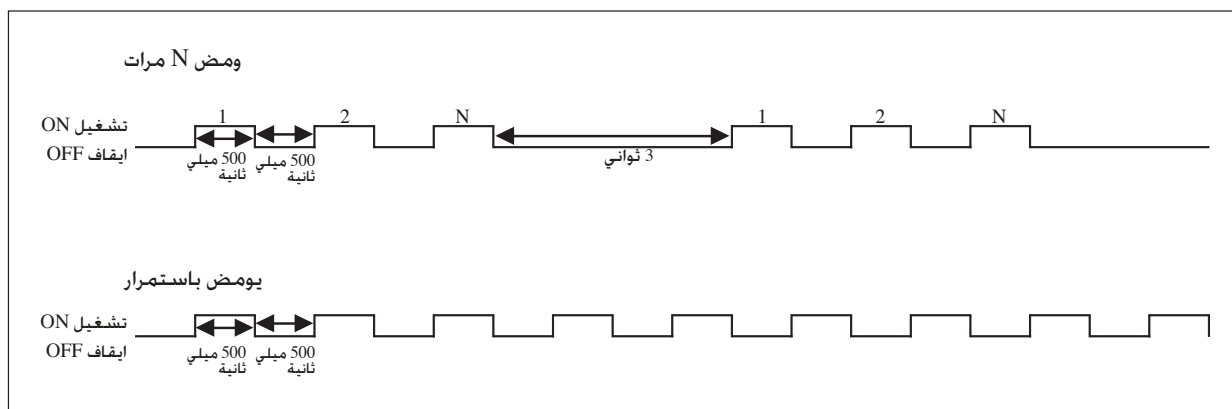 ومض N مرات
1 2 N 1 2 N
تشغيل ON
ايقاف OFF
500 ميلي
ثانية
500 ميلي
ثانية
3 ثواني
يومض باستمرار
تشغيل ON
ايقاف OFF
500 ميلي
ثانية
500 ميلي
ثانية